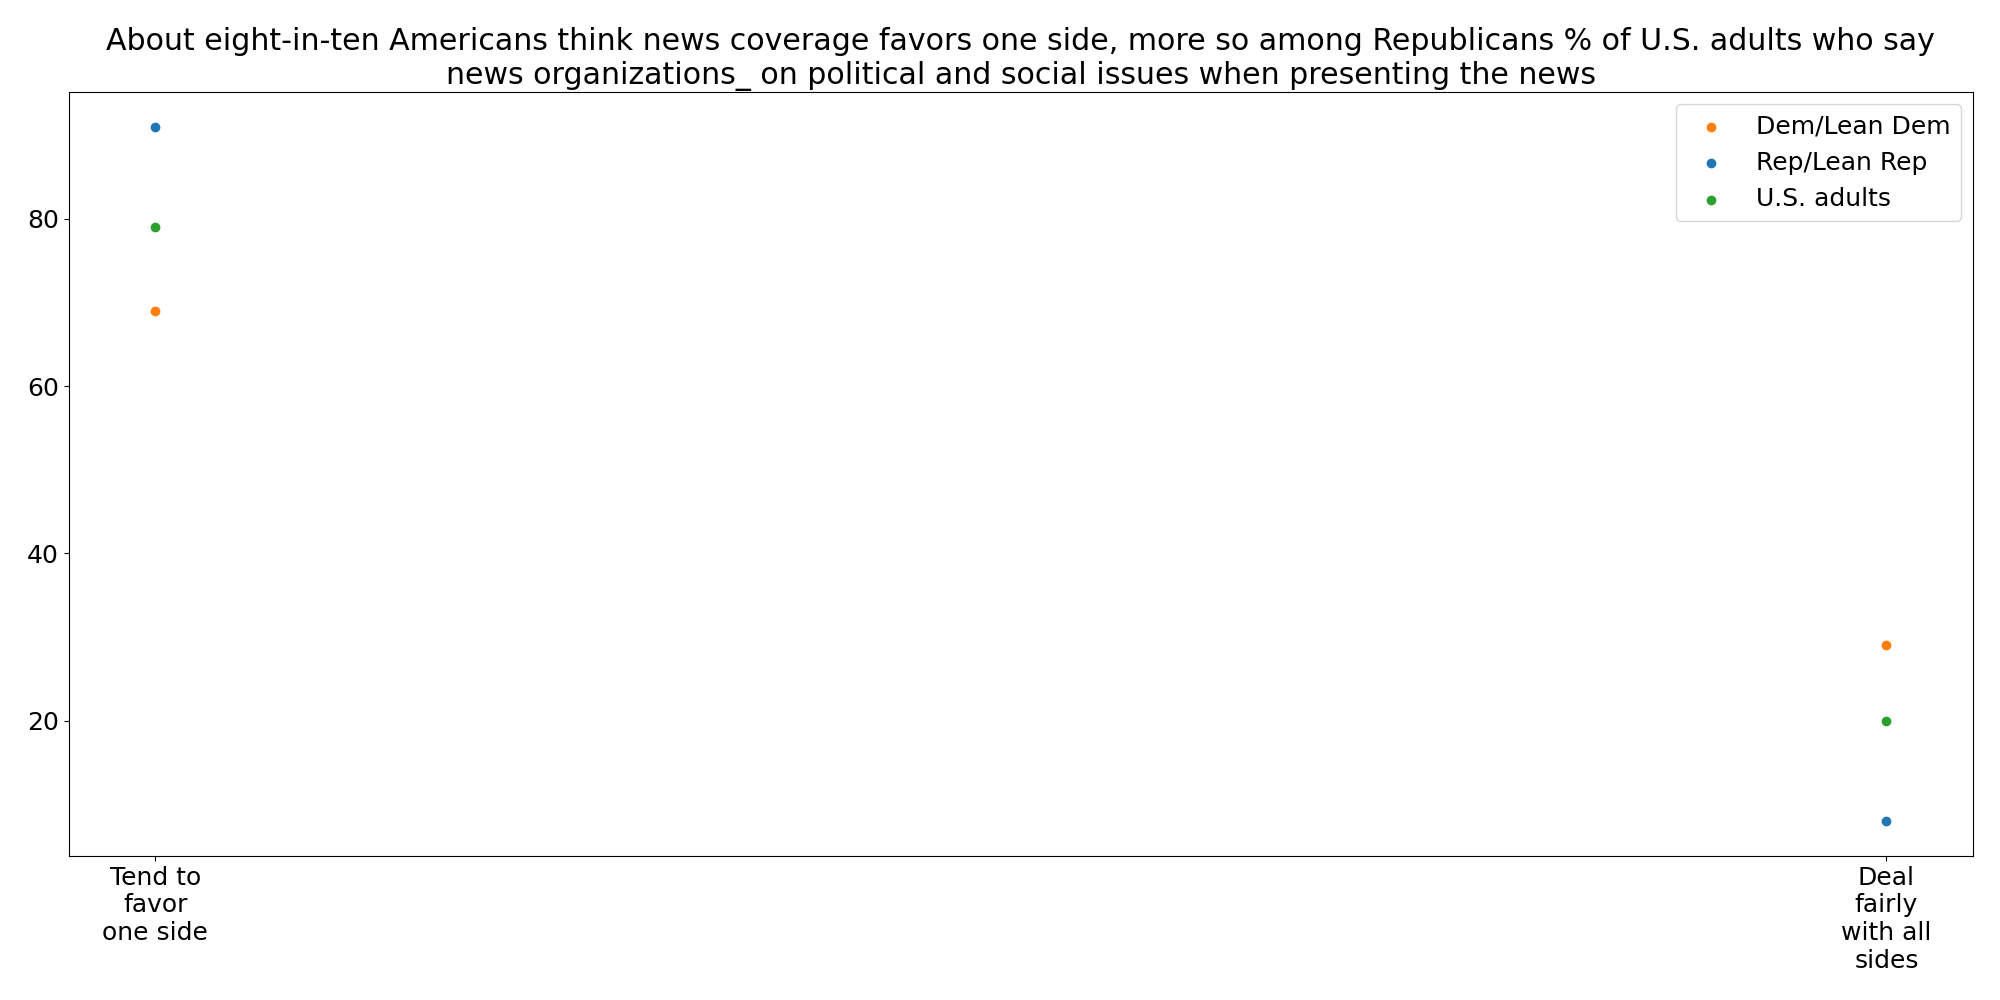 About eight-in-ten Americans think news coverage favors one side, more so among Republicans % of U.S. adults who say
news organizations_ on political and social issues when presenting the news
Dem/Lean Dem
Rep/Lean Rep
U.S. adults
80
60
40
20
Tend to
favor
one side
Deal
fairly
with all
sides